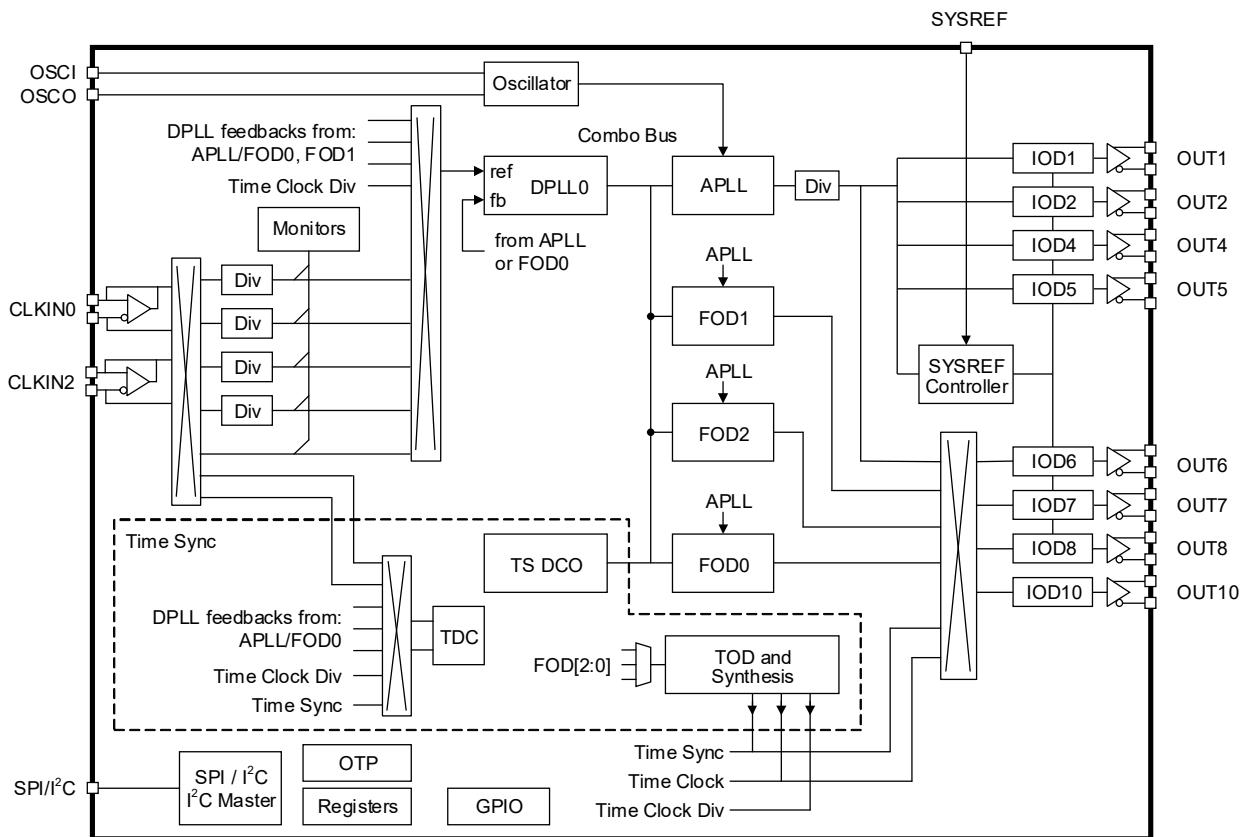 SYSREF
OSCI
OSCO
Oscillator
DPLL feedbacks from:
APLL/FOD0, FOD1
Time Clock Div
Combo Bus
ref
fb
DPLL0
APLL
Div
from APLL
or FOD0
Monitors
IOD1
OUT1
IOD2
OUT2
IOD4
OUT4
IOD5
OUT5
CLKIN0
CLKIN2
Div
Div
Div
Div
APLL
FOD1
APLL
FOD2
APLL
FOD0
SYSREF
Controller
IOD6
OUT6
IOD7
OUT7
IOD8
OUT8
IOD10
OUT10
Time Sync
TS DCO
DPLL feedbacks from:
APLL/FOD0
Time Clock Div
Time Sync
TDC
FOD[2:0]
TOD and
Synthesis
Time Sync
Time Clock
Time Clock Div
SPI/I²C
SPI / I²C
I²C Master
OTP
Registers
GPIO